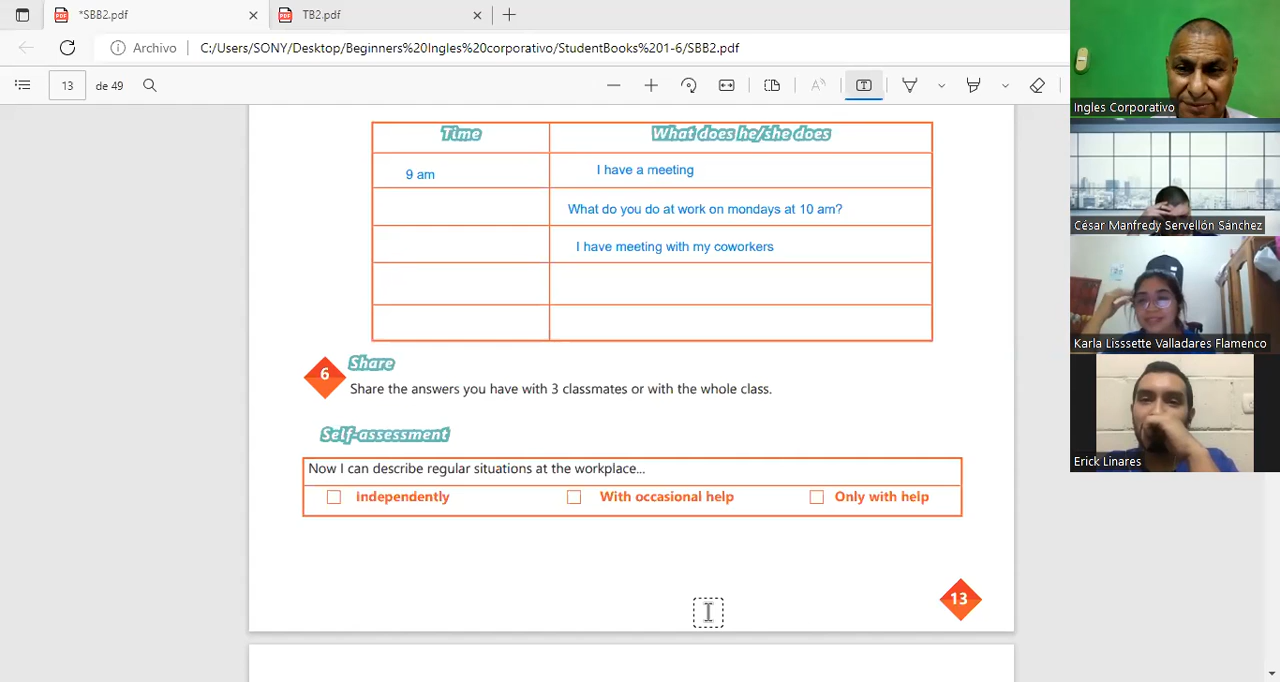 *SBB2.pdf
TB2.pdf
Archivo
C:/Users/SONY/Desktop/Beginners%20Ingles%20corporativo/StudentBooks%201-6/SBB2.pdf
13 de 49
Time
What does he/she does
9 am
I have a meeting
What do you do at work on mondays at 10 am?
I have meeting with my coworkers
6
Share
Share the answers you have with 3 classmates or with the whole class.
Self-assessment
Now I can describe regular situations at the workplace...
independently
With occasional help
Only with help
13
Ingles Corporativo
César Manfredy Servellón Sánchez
Karla Lisssette Valladares Flamenco
Erick Linares